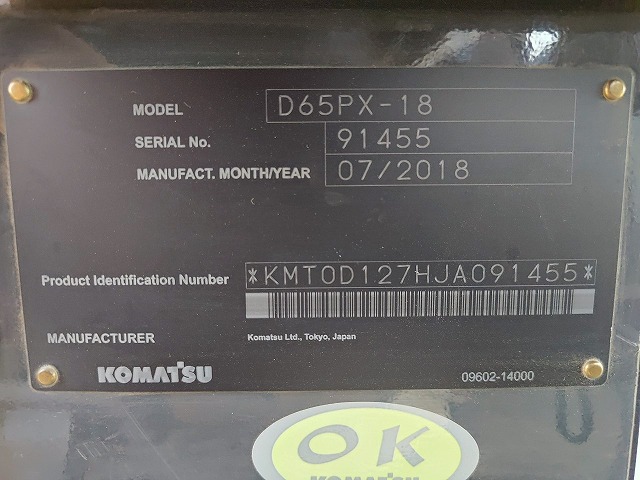 MODEL D65PX-18
SERIAL No. 91455
MANUFACT. MONTH/YEAR 07/2018
Product Identification Number *KMT0D127HJA091455*
MANUFACTURER Komatsu Ltd., Tokyo, Japan
KOMATSU 09602-14000
OK
KOMATSU